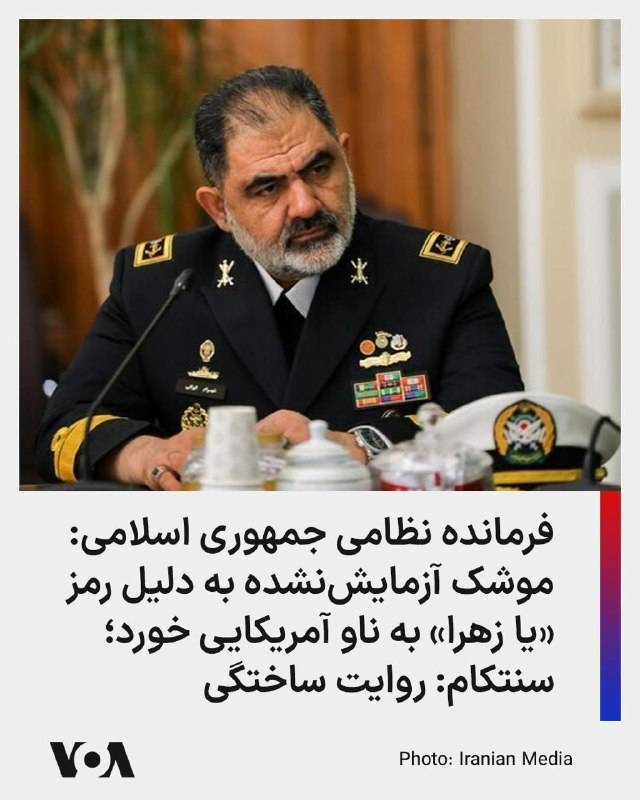 فرمانده نظامی جمهوری اسلامی:
موشک آزمایش‌نشده به دلیل رمز
«یا زهرا» به ناو آمریکایی خورد؛
سنتکام: روایت ساختگی
VOA
Photo: Iranian Media